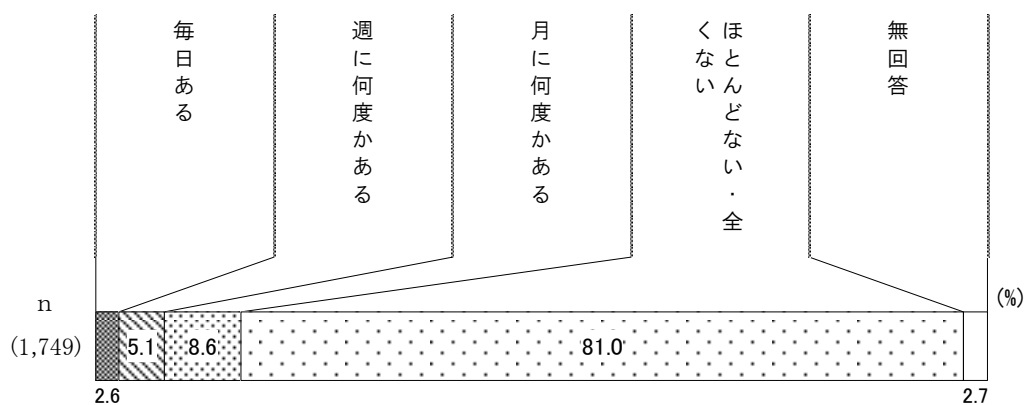 毎日ある
週に何度かある
月に何度かある
ほとんどない・全
くない
無回答
(%)
n
(1,749)
5.1
8.6
81.0
2.6
2.7